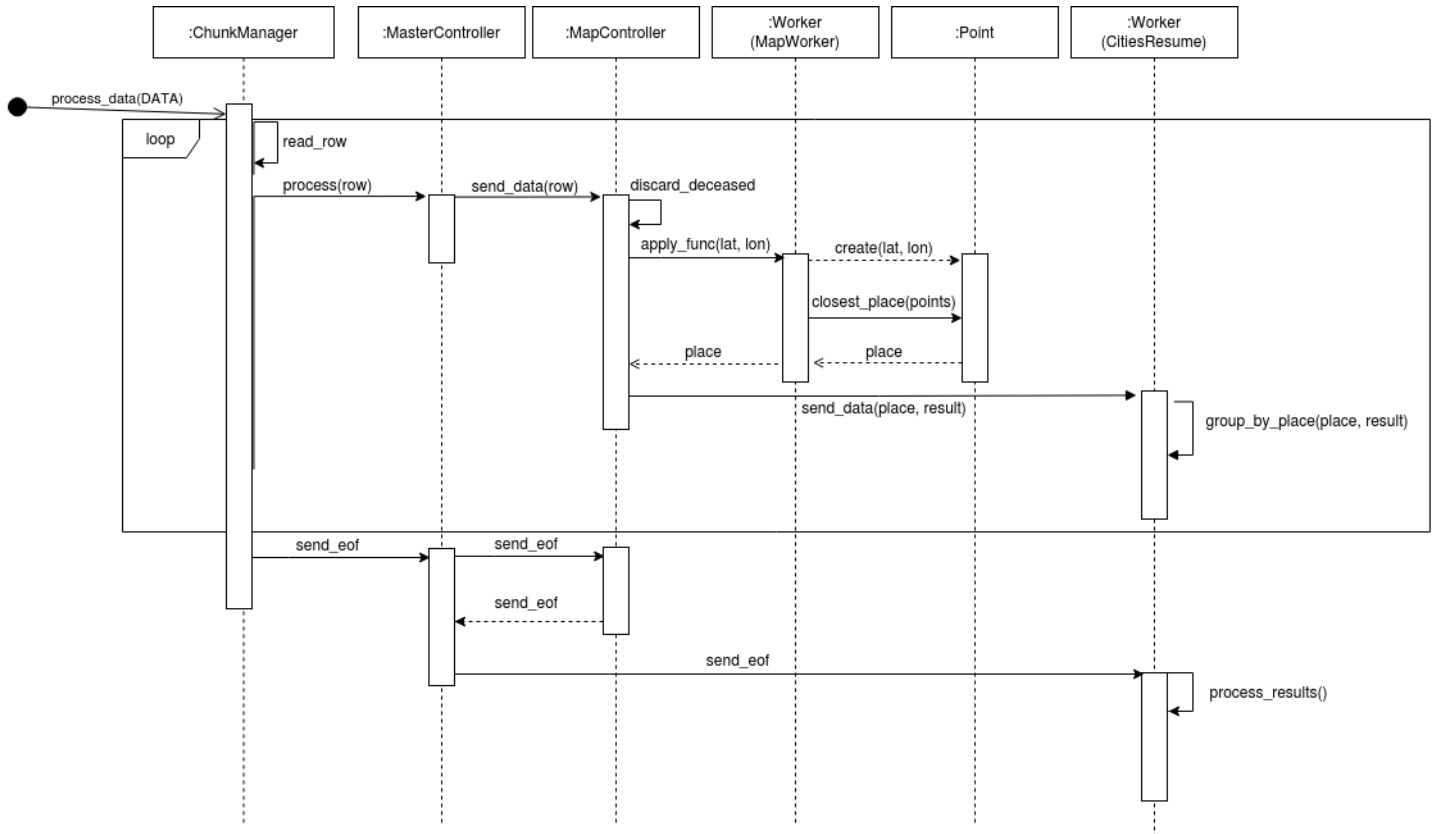 :ChunkManager
:MasterController
:MapController
:Worker
(MapWorker)
:Point
:Worker
(CitiesResume)
process_data(DATA)
loop
read_row
process(row)
send_data(row)
discard_deceased
apply_func(lat, lon)
create(lat, lon)
closest_place(points)
place
place
send_data(place, result)
group_by_place(place, result)
send_eof
send_eof
send_eof
send_eof
process_results()